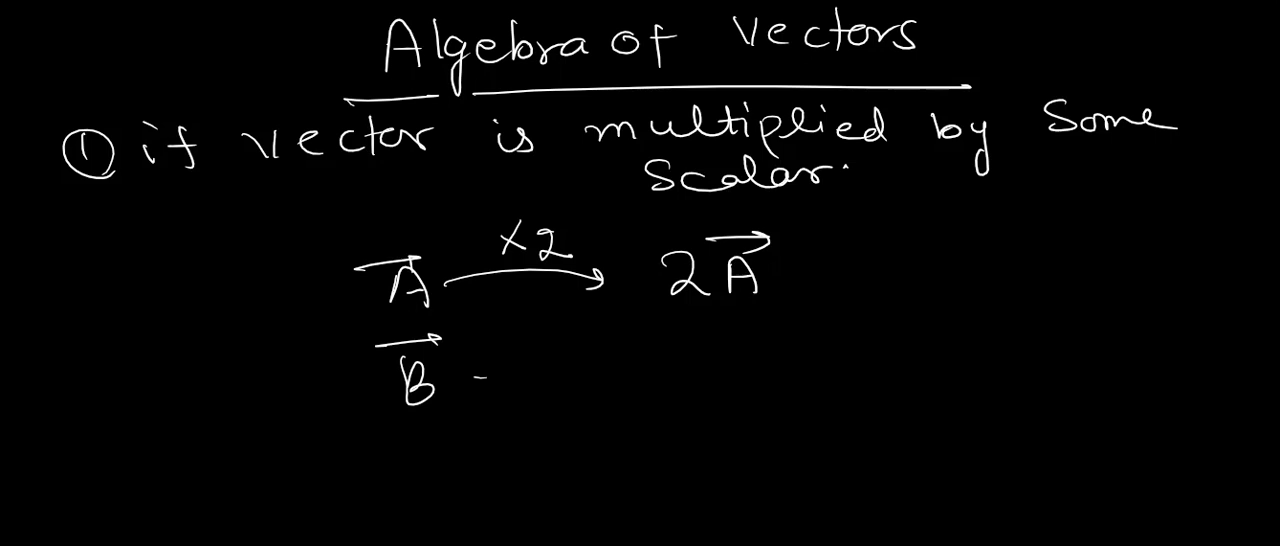 Algebra of vectors
① if vector is multiplied by some
scalar.
A⃗ ×2→ 2A⃗
B⃗ -